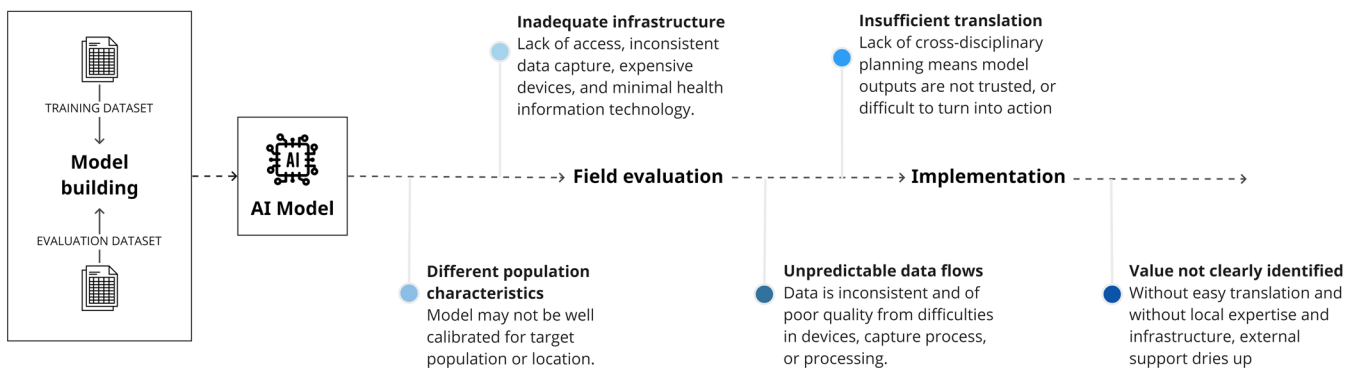 TRAINING DATASET
Model
building
EVALUATION DATASET
AI
AI Model
Different population
characteristics
Model may not be well
calibrated for target
population or location.
Inadequate infrastructure
Lack of access, inconsistent
data capture, expensive
devices, and minimal health
information technology.
Field evaluation
Unpredictable data flows
Data is inconsistent and of
poor quality from difficulties
in devices, capture process,
or processing.
Insufficient translation
Lack of cross-disciplinary
planning means model
outputs are not trusted, or
difficult to turn into action
Implementation
Value not clearly identified
Without easy translation and
without local expertise and
infrastructure, external
support dries up